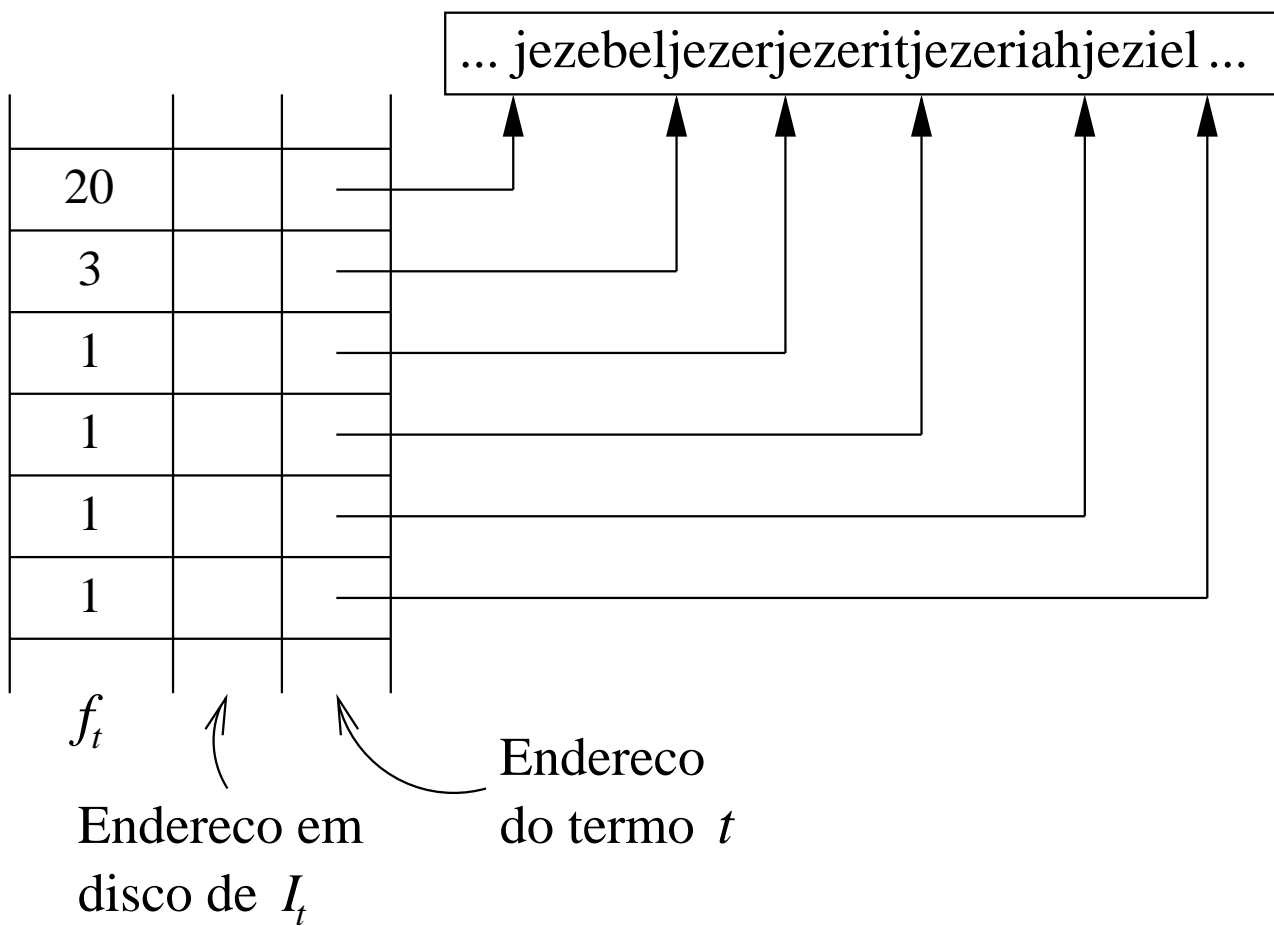 ... jezebeljezerjezeritjezeriahjeziel ...
20
3
1
1
1
1
f_t
Endereco em
disco de I_t
Endereco
do termo t